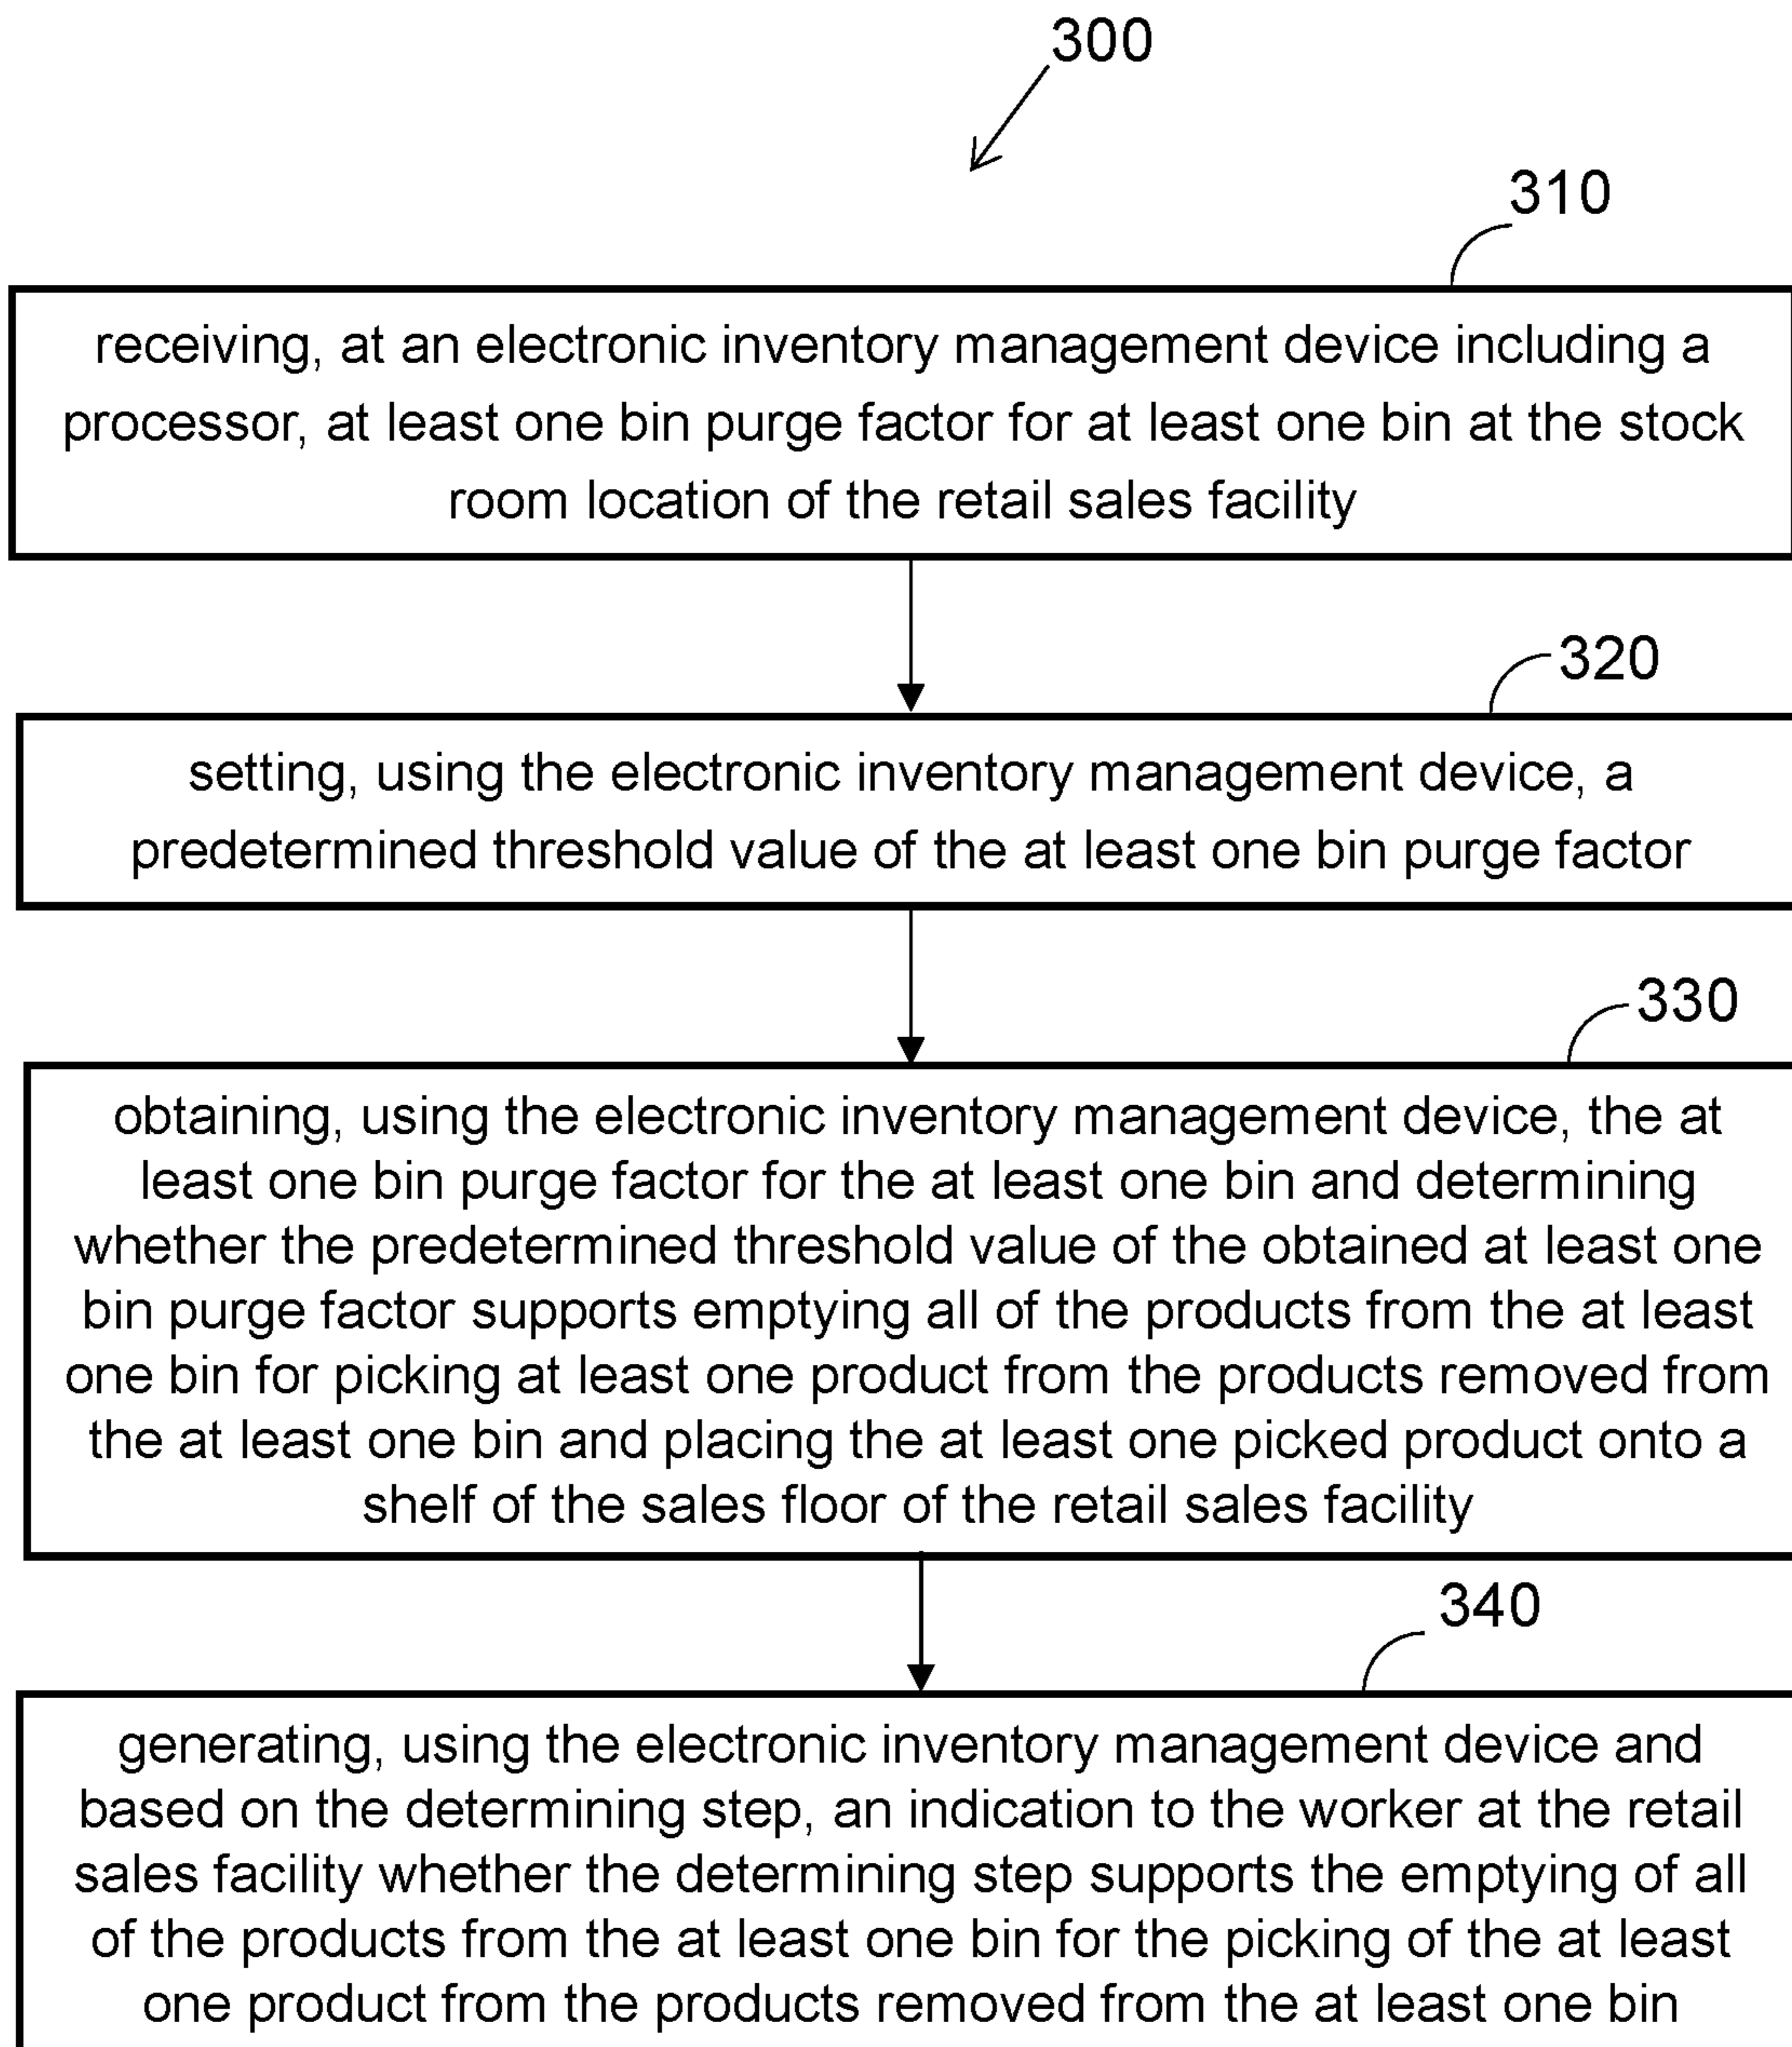 300
310
receiving, at an electronic inventory management device including a
processor, at least one bin purge factor for at least one bin at the stock
room location of the retail sales facility
320
setting, using the electronic inventory management device, a
predetermined threshold value of the at least one bin purge factor
330
obtaining, using the electronic inventory management device, the at
least one bin purge factor for the at least one bin and determining
whether the predetermined threshold value of the obtained at least one
bin purge factor supports emptying all of the products from the at least
one bin for picking at least one product from the products removed from
the at least one bin and placing the at least one picked product onto a
shelf of the sales floor of the retail sales facility
340
generating, using the electronic inventory management device and
based on the determining step, an indication to the worker at the retail
sales facility whether the determining step supports the emptying of all
of the products from the at least one bin for the picking of the at least
one product from the products removed from the at least one bin